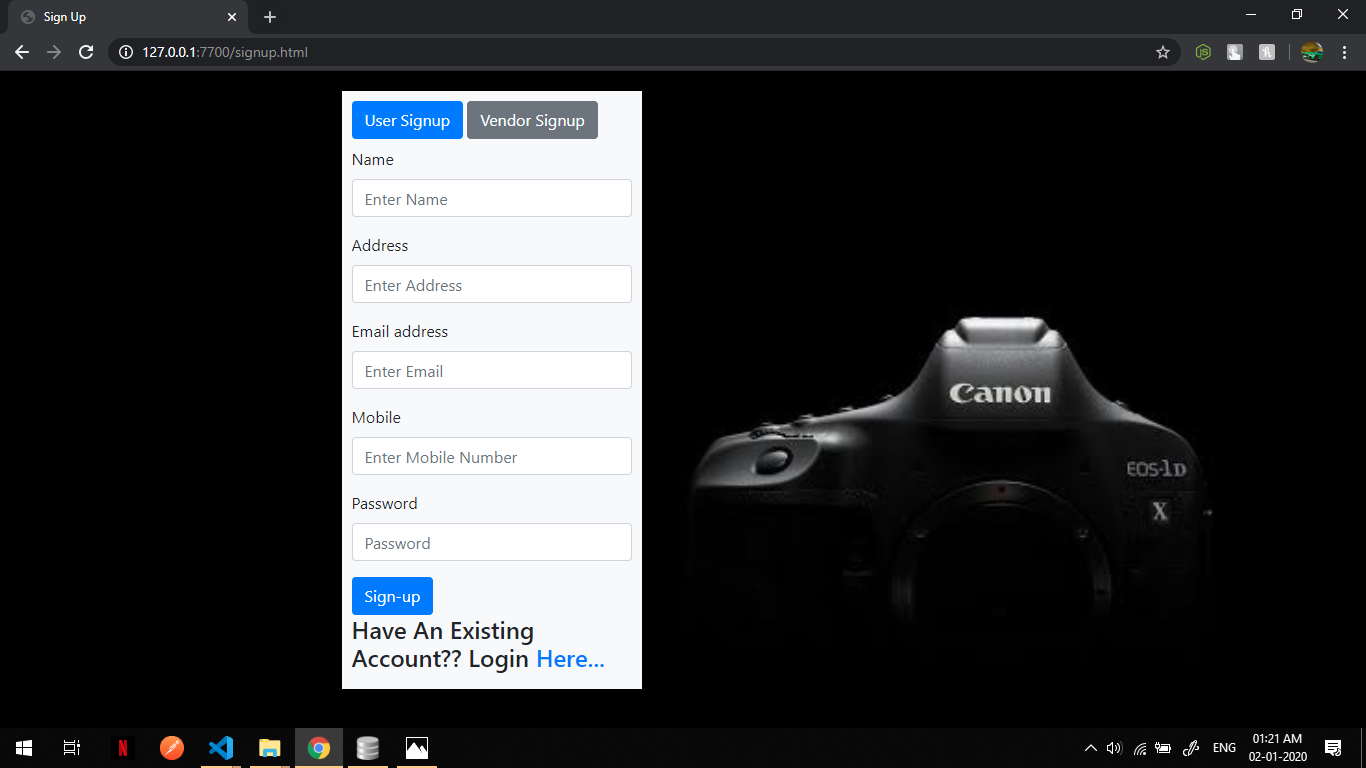 Sign Up
127.0.0.1:7700/signup.html
User Signup Vendor Signup
Name
Enter Name
Address
Enter Address
Email address
Enter Email
Mobile
Enter Mobile Number
Password
Password
Sign-up
Have An Existing
Account?? Login Here...
Canon
EOS-1D
X
N
ENG
01:21 AM
02-01-2020